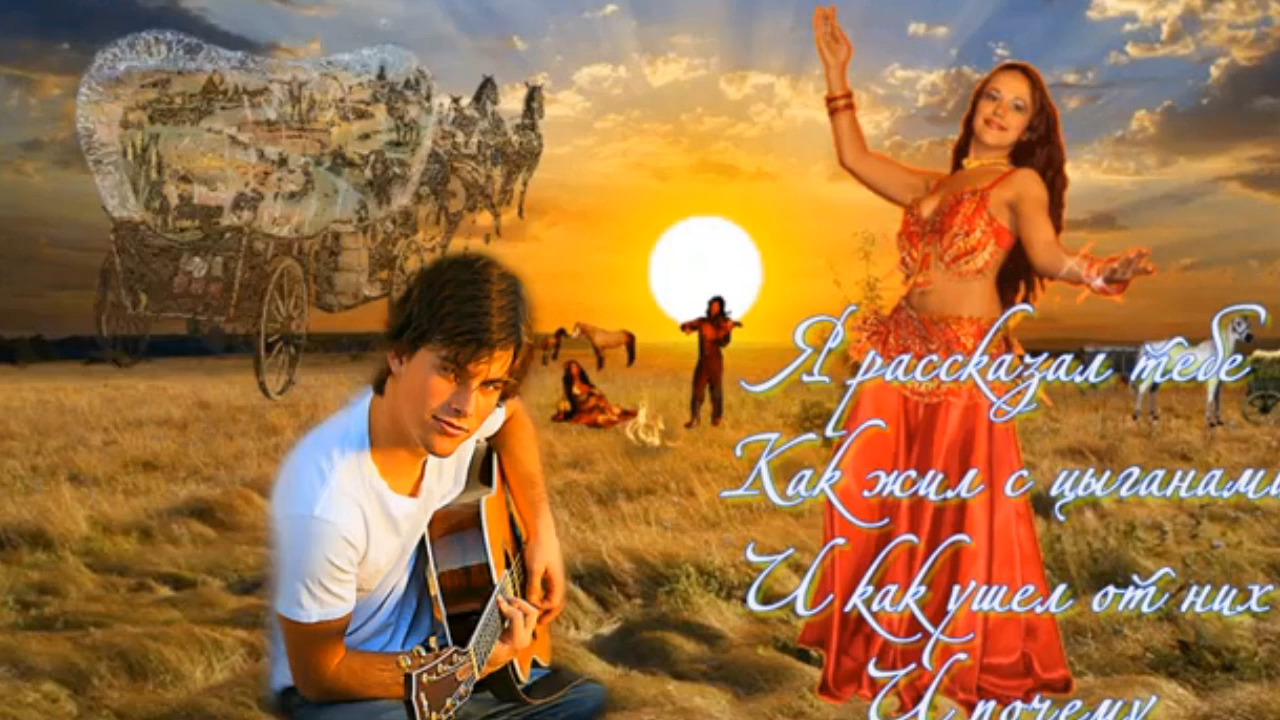 Я рассказал тебе
Как жил с цыганами
И как ушел от них
И почему